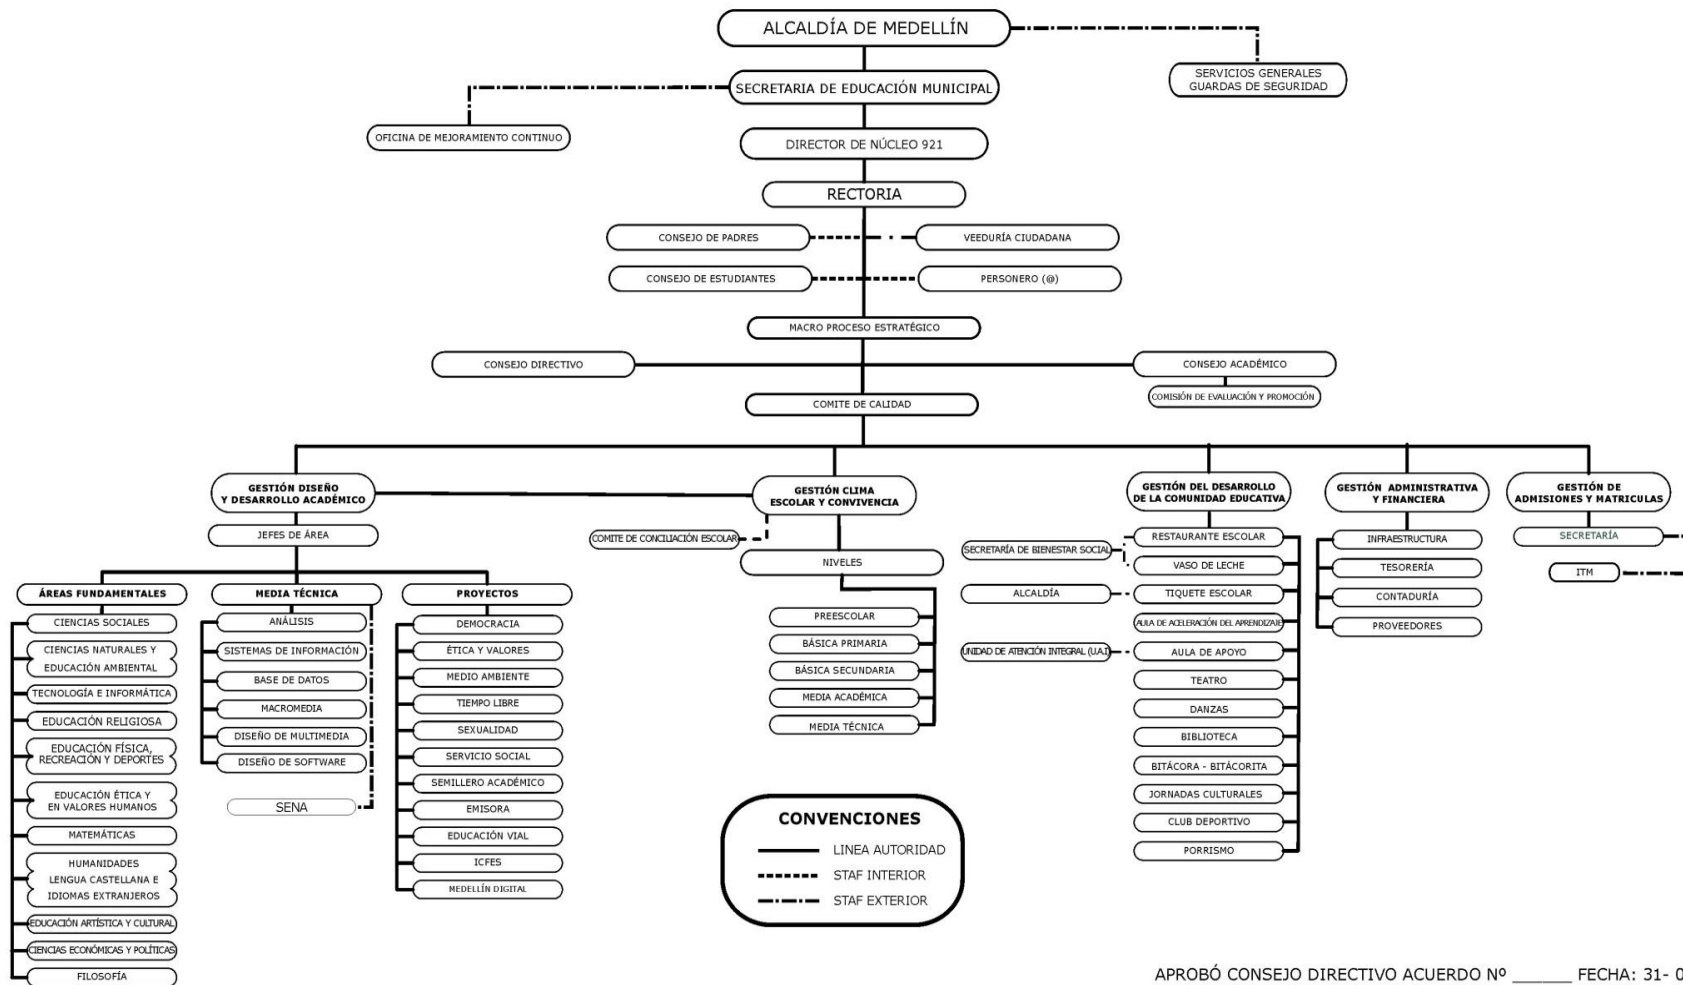 ALCALDÍA DE MEDELLÍN
SERVICIOS GENERALES
GUARDAS DE SEGURIDAD
SECRETARIA DE EDUCACIÓN MUNICIPAL
OFICINA DE MEJORAMIENTO CONTINUO
DIRECTOR DE NÚCLEO 921
RECTORIA
CONSEJO DE PADRES
VEEDURÍA CIUDADANA
CONSEJO DE ESTUDIANTES
PERSONERO (@)
MACRO PROCESO ESTRATÉGICO
CONSEJO DIRECTIVO
CONSEJO ACADÉMICO
COMISIÓN DE EVALUACIÓN Y PROMOCIÓN
COMITE DE CALIDAD
GESTIÓN DISEÑO
Y DESARROLLO ACADÉMICO
JEFES DE ÁREA
ÁREAS FUNDAMENTALES
CIENCIAS SOCIALES
CIENCIAS NATURALES Y
EDUCACIÓN AMBIENTAL
TECNOLOGÍA E INFORMÁTICA
EDUCACIÓN RELIGIOSA
EDUCACIÓN FÍSICA,
RECREACIÓN Y DEPORTES
EDUCACIÓN ÉTICA Y
EN VALORES HUMANOS
MATEMÁTICAS
HUMANIDADES
LENGUA CASTELLANA E
IDIOMAS EXTRANJEROS
EDUCACIÓN ARTÍSTICA Y CULTURAL
CIENCIAS ECONÓMICAS Y POLÍTICAS
FILOSOFÍA
MEDIA TÉCNICA
ANÁLISIS
SISTEMAS DE INFORMACIÓN
BASE DE DATOS
MACROMEDIA
DISEÑO DE MULTIMEDIA
DISEÑO DE SOFTWARE
SENA
PROYECTOS
DEMOCRACIA
ÉTICA Y VALORES
MEDIO AMBIENTE
TIEMPO LIBRE
SEXUALIDAD
SERVICIO SOCIAL
SEMILLERO ACADÉMICO
EMISORA
EDUCACIÓN VIAL
ICFES
MEDELLÍN DIGITAL
GESTIÓN CLIMA
ESCOLAR Y CONVIVENCIA
COMITE DE CONCILIACIÓN ESCOLAR
NIVELES
PREESCOLAR
BÁSICA PRIMARIA
BÁSICA SECUNDARIA
MEDIA ACADÉMICA
MEDIA TÉCNICA
GESTIÓN DEL DESARROLLO
DE LA COMUNIDAD EDUCATIVA
SECRETARÍA DE BIENESTAR SOCIAL
ALCALDÍA
UNIDAD DE ATENCIÓN INTEGRAL (U.A.I)
RESTAURANTE ESCOLAR
VASO DE LECHE
TIQUETE ESCOLAR
AULA DE ACELERACIÓN DEL APRENDIZAJE
AULA DE APOYO
TEATRO
DANZAS
BIBLIOTECA
BITÁCORA - BITÁCORITA
JORNADAS CULTURALES
CLUB DEPORTIVO
PORRISMO
GESTIÓN ADMINISTRATIVA
Y FINANCIERA
INFRAESTRUCTURA
TESORERÍA
CONTADURÍA
PROVEEDORES
GESTIÓN DE
ADMISIONES Y MATRICULAS
SECRETARÍA
ITM
CONVENCIONES
LINEA AUTORIDAD
STAF INTERIOR
STAF EXTERIOR
APROBÓ CONSEJO DIRECTIVO ACUERDO Nº ______ FECHA: 31- 0